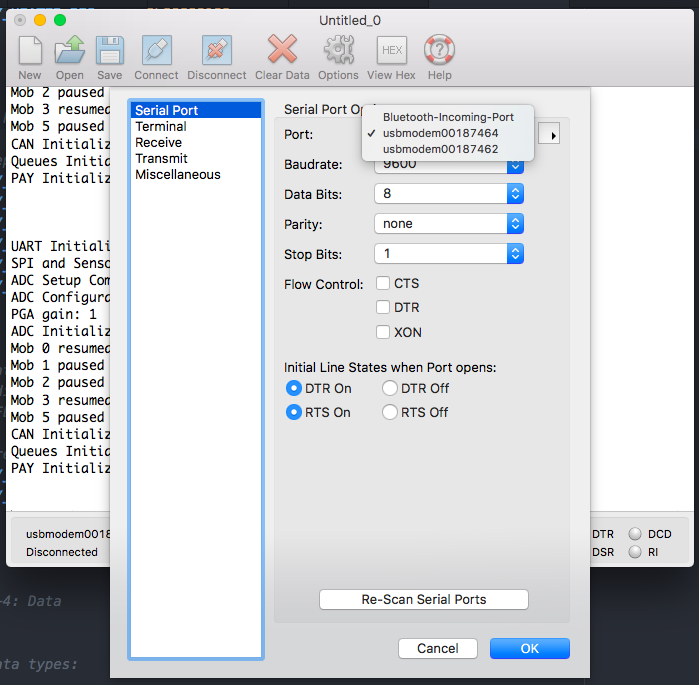 Untitled_0
New Open Save Connect Disconnect Clear Data Options View Hex Help
HEX
Mob 2 paused
Mob 3 resumed
Mob 5 paused
CAN Initializ
Queues Initia
PAY Initializ
UART Initiali
SPI and Senso
ADC Setup Com
ADC Configura
PGA gain: 1
ADC Initializ
Mob 0 resumed
Mob 1 paused
Mob 2 paused
Mob 3 resumed
Mob 5 paused
CAN Initializ
Queues Initia
PAY Initializ
usbmodem0018
Disconnected
Serial Port
Terminal
Receive
Transmit
Miscellaneous
Serial Port Op
Port:
Bluetooth-Incoming-Port
✓ usbmodem00187464
usbmodem00187462
Baudrate: 9600
Data Bits: 8
Parity: none
Stop Bits: 1
Flow Control: CTS
DTR
XON
Initial Line States when Port opens:
DTR On DTR Off
RTS On RTS Off
Re-Scan Serial Ports
Cancel OK
DTR DCD
DSR RI
-4: Data
ata types: